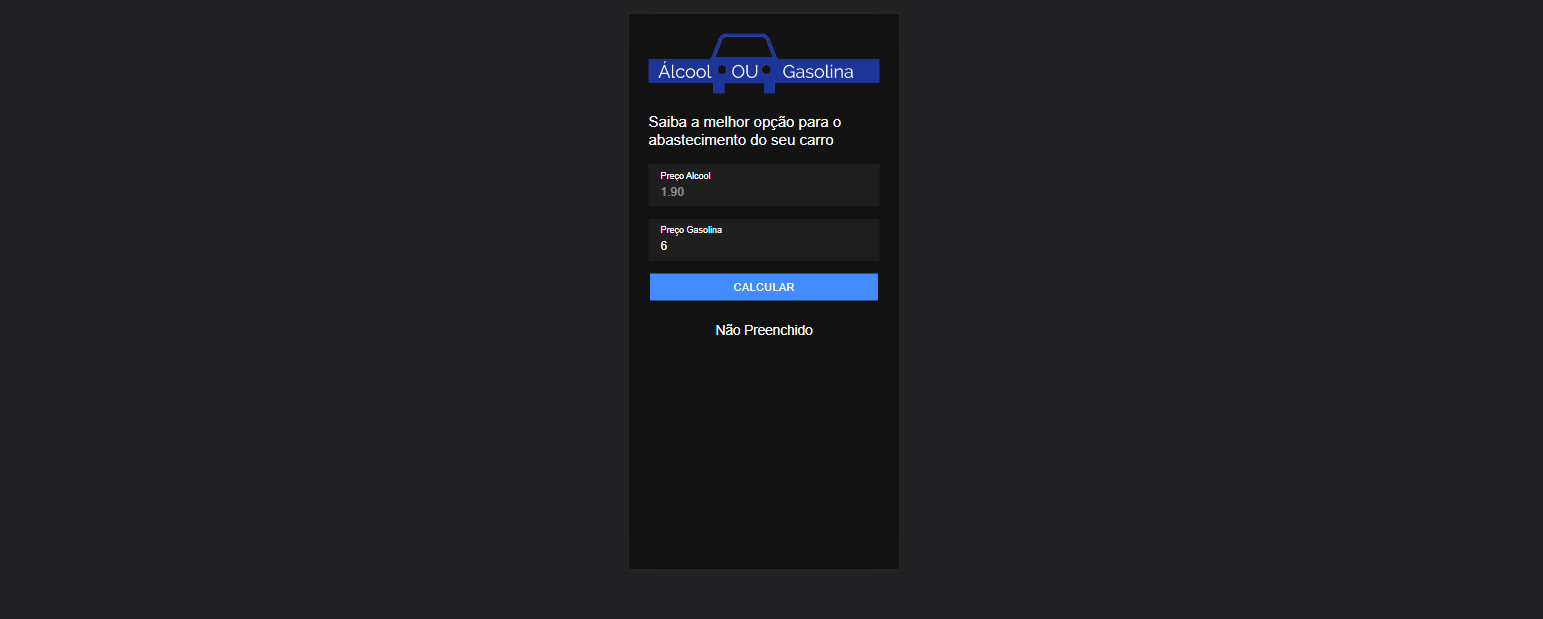 Álcool OU Gasolina
Saiba a melhor opção para o
abastecimento do seu carro
Preço Alcool
1.90
Preço Gasolina
6
CALCULAR
Não Preenchido